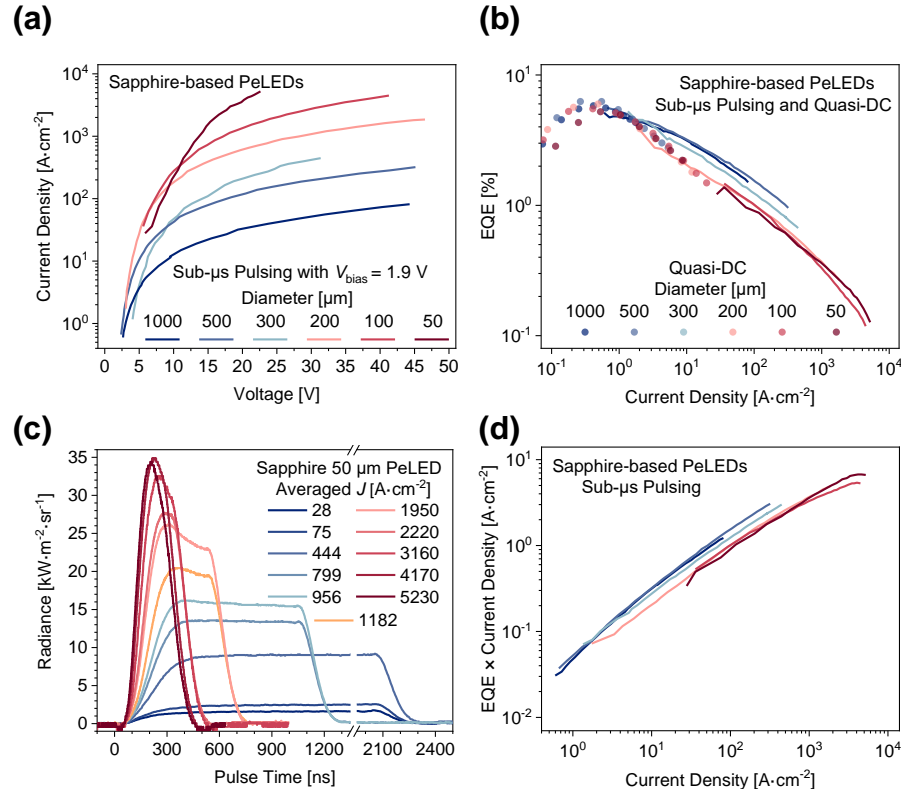 (a)
Sapphire-based PeLEDs
Current Density [A·cm⁻²]
10⁴
10³
10²
10¹
10⁰
Sub-µs Pulsing with V_bias = 1.9 V
Diameter [µm]
1000 500 300 200 100 50
0 5 10 15 20 25 30 35 40 45 50
Voltage [V]
(b)
Sapphire-based PeLEDs
Sub-µs Pulsing and Quasi-DC
EQE [%]
10¹
10⁰
10⁻¹
Quasi-DC
Diameter [µm]
1000 500 300 200 100 50
10⁻¹ 10⁰ 10¹ 10² 10³ 10⁴
Current Density [A·cm⁻²]
(c)
Sapphire 50 µm PeLED
Averaged J [A·cm⁻²]
28 1950
75 2220
444 3160
799 4170
956 5230
1182
Radiance [kW·m⁻²·sr⁻¹]
35
30
25
20
15
10
5
0
0 300 600 900 1200 2100 2400
Pulse Time [ns]
(d)
Sapphire-based PeLEDs
Sub-µs Pulsing
EQE × Current Density [A·cm⁻²]
10¹
10⁰
10⁻¹
10⁻²
10⁰ 10¹ 10² 10³ 10⁴
Current Density [A·cm⁻²]